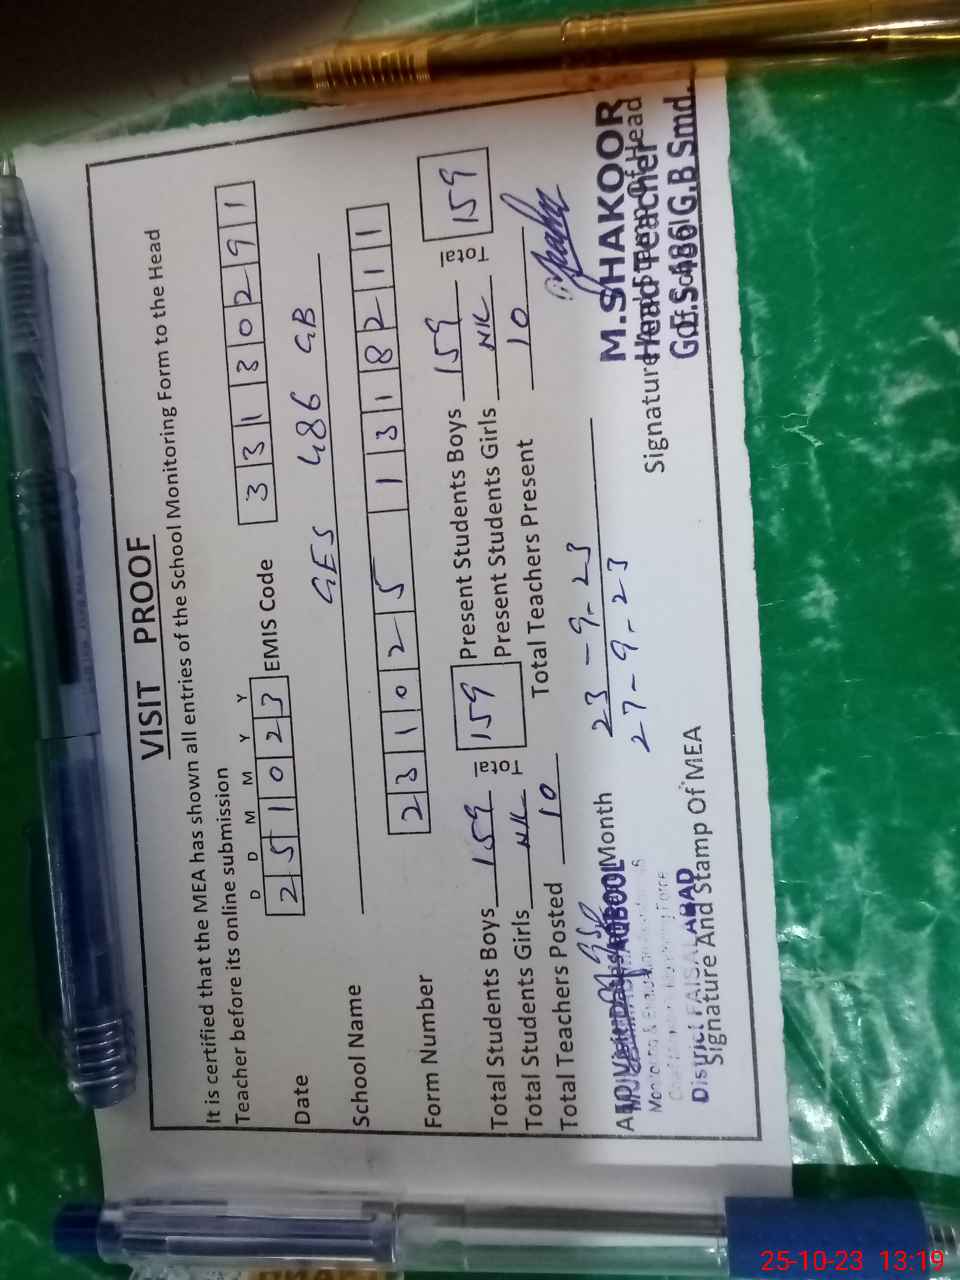 VISIT PROOF
It is certified that the MEA has shown all entries of the School Monitoring Form to the Head
Teacher before its online submission
D D M M Y Y
Date 2 5 1 0 2 3 EMIS Code 3 3 1 3 0 2 9 1
School Name GES 486 GB
Form Number 2 3 1 0 2 5 1 3 1 8 2 1 1
Total Students Boys 159 Total 159 Present Students Boys 159 Total 159
Total Students Girls NIL Present Students Girls NIL
Total Teachers Posted 10 Total Teachers Present 10
Month 23-9-23
27-9-23
M.SHAKOOR
Head Teacher
G.E.S 486 G.B Smd.
Signature And Stamp Of Head
District FAISALABAD
Signature And Stamp Of MEA
25-10-23 13:19